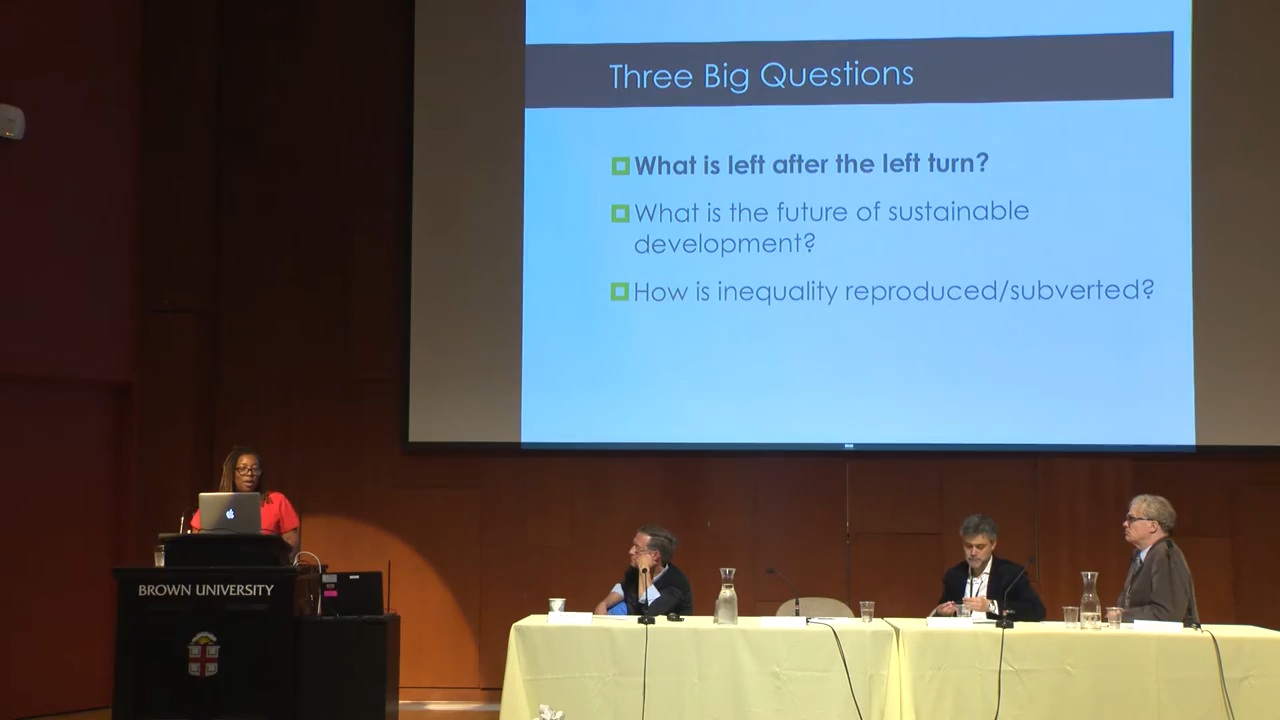 Three Big Questions
What is left after the left turn?
What is the future of sustainable
development?
How is inequality reproduced/subverted?
BROWN UNIVERSITY